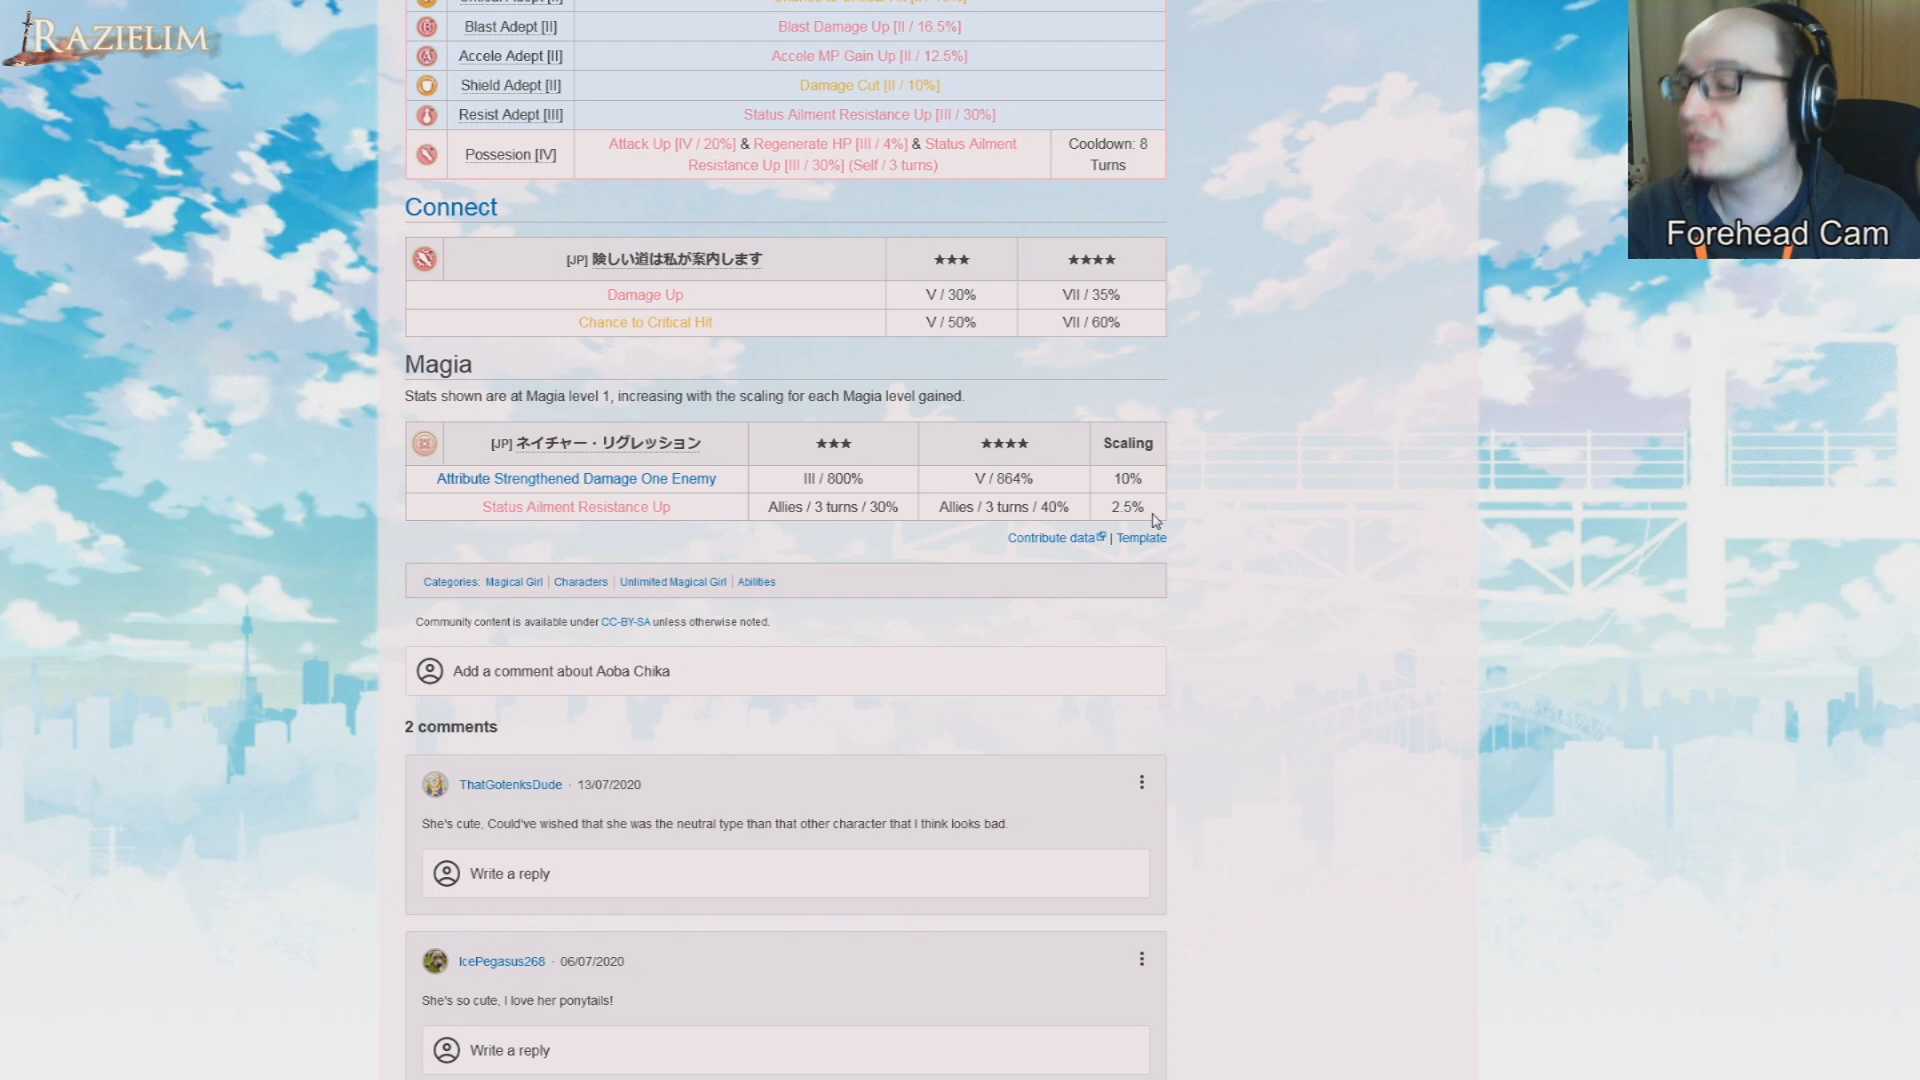 RAZIELIM
Blast Adept [II] Blast Damage Up [II / 16.5%]
Accele Adept [II] Accele MP Gain Up [II / 12.5%]
Shield Adept [II] Damage Cut [II / 10%]
Resist Adept [III] Status Ailment Resistance Up [III / 30%]
Possesion [IV] Attack Up [IV / 20%] & Regenerate HP [III / 4%] & Status Ailment Resistance Up [III / 30%] (Self / 3 turns) Cooldown: 8 Turns
Forehead Cam
Connect
[JP] 険しい道は私が案内します ★★★ ★★★★
Damage Up V / 30% VII / 35%
Chance to Critical Hit V / 50% VII / 60%
Magia
Stats shown are at Magia level 1, increasing with the scaling for each Magia level gained.
[JP] ネイチャー・リグレッション ★★★ ★★★★ Scaling
Attribute Strengthened Damage One Enemy III / 800% V / 864% 10%
Status Ailment Resistance Up Allies / 3 turns / 30% Allies / 3 turns / 40% 2.5%
Contribute data | Template
Categories: Magical Girl | Characters | Unlimited Magical Girl | Abilities
Community content is available under CC-BY-SA unless otherwise noted.
Add a comment about Aoba Chika
2 comments
ThatGotenksDude · 13/07/2020
She's cute, Could've wished that she was the neutral type than that other character that I think looks bad.
Write a reply
IcePegasus268 · 06/07/2020
She's so cute, I love her ponytails!
Write a reply